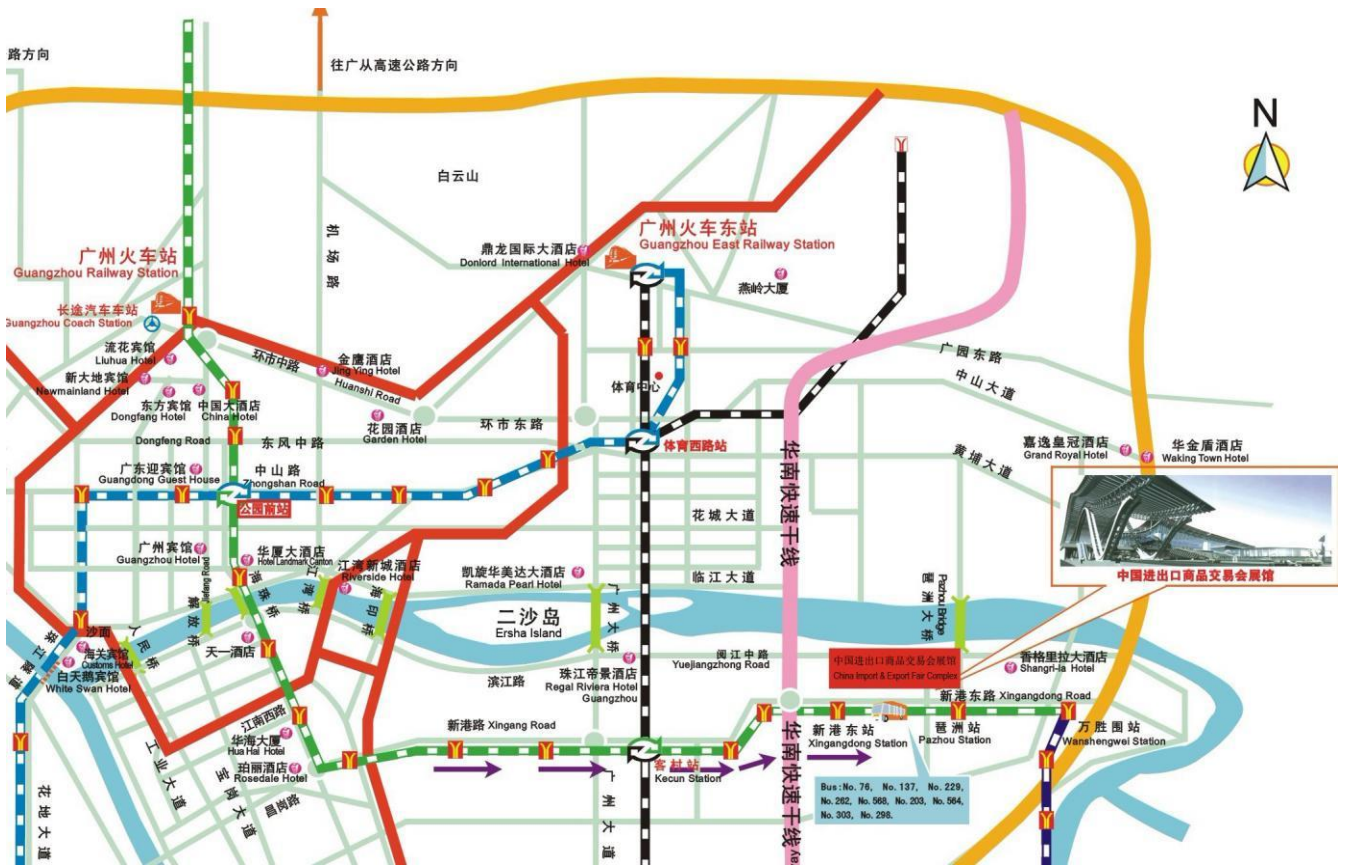 路方向
往广从高速公路方向
N
白云山
机场路
广州火车站
Guangzhou Railway Station
长途汽车车站
Guangzhou Coach Station
鼎龙国际大酒店
Donlord International Hotel
广州火车东站
Guangzhou East Railway Station
燕岭大厦
流花宾馆
Liuhua Hotel
新大地宾馆
Newmainland Hotel
东方宾馆
Dongfang Hotel
中国大酒店
China Hotel
环市中路
金鹰酒店
Jing Ying Hotel
Huanshi Road
花园酒店
Garden Hotel
环市东路
体育中心
体育西路站
广园东路
中山大道
黄埔大道
华南快速干线
嘉逸皇冠酒店
Grand Royal Hotel
华金盾酒店
Waking Town Hotel
Dongfeng Road
东风中路
广东迎宾馆
Guangdong Guest House
中山路
Zhongshan Road
公园前站
花城大道
中国进出口商品交易会展馆
广州宾馆
Guangzhou Hotel
解放桥
华厦大酒店
Hotel Landmark Canton
海珠桥
江湾桥
江湾新城酒店
Riverside Hotel
海印桥
凯旋华美达大酒店
Ramada Pearl Hotel
广州大桥
临江大道
琶洲大桥
Pazhou Bridge
二沙岛
Ersha Island
沙面
人民桥
珠江隧道
海关宾馆
Customs Hotel
白天鹅宾馆
White Swan Hotel
天一酒店
滨江路
珠江帝景酒店
Regal Riviera Hotel
Guangzhou
阅江中路
Yuejiangzhong Road
中国进出口商品交易会展馆
China Import & Export Fair Complex
香格里拉大酒店
Shangri-la Hotel
新港东路 Xingangdong Road
江南西路
华海大厦
Hua Hai Hotel
珀丽酒店
Rosedale Hotel
新港路 Xingang Road
客村站
Kecun Station
新港东站
Xingangdong Station
琶洲站
Pazhou Station
万胜围站
Wanshengwei Station
工业大道
宝岗大道
昌岗路
花地大道
广州大道
华南快速干线
way
Bus:No. 76, No. 137, No. 229,
No. 262, No. 568, No. 203, No. 564,
No. 303, No. 298.